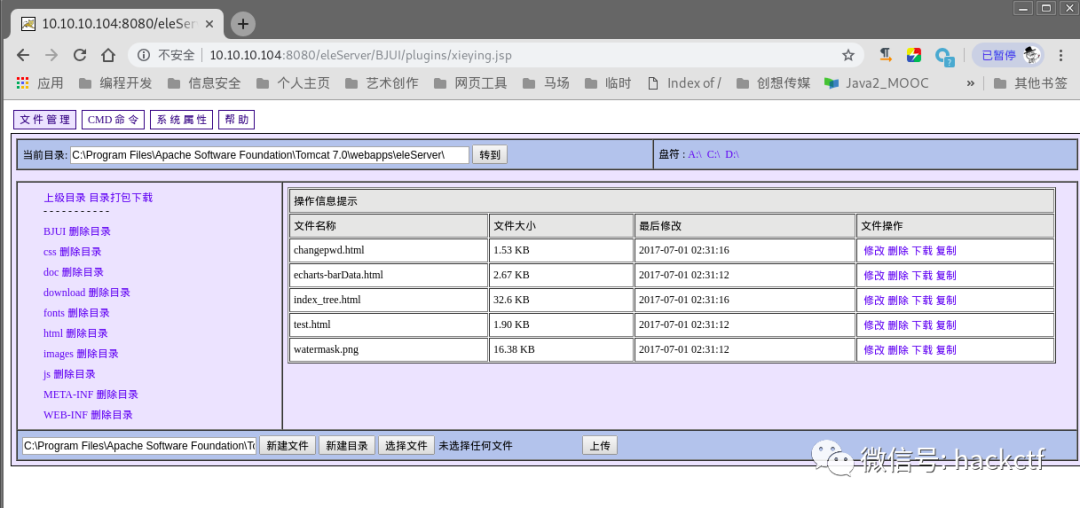 10.10.10.104:8080/eleSer
不安全 10.10.10.104:8080/eleServer/BJUI/plugins/xieying.jsp 已暂停
应用 编程开发 信息安全 个人主页 艺术创作 网页工具 马场 临时 Index of / 创想传媒 Java2_MOOC » 其他书签
文件管理 CMD命令 系统属性 帮助
当前目录: C:\Program Files\Apache Software Foundation\Tomcat 7.0\webapps\eleServer\ 转到 盘符 : A:\ C:\ D:\
上级目录 目录打包下载
- - - - - - - - - - -
BJUI 删除目录
css 删除目录
doc 删除目录
download 删除目录
fonts 删除目录
html 删除目录
images 删除目录
js 删除目录
META-INF 删除目录
WEB-INF 删除目录
操作信息提示
文件名称 文件大小 最后修改 文件操作
changepwd.html 1.53 KB 2017-07-01 02:31:16 修改 删除 下载 复制
echarts-barData.html 2.67 KB 2017-07-01 02:31:12 修改 删除 下载 复制
index_tree.html 32.6 KB 2017-07-01 02:31:16 修改 删除 下载 复制
test.html 1.90 KB 2017-07-01 02:31:12 修改 删除 下载 复制
watermask.png 16.38 KB 2017-07-01 02:31:12 修改 删除 下载 复制
C:\Program Files\Apache Software Foundation\To 新建文件 新建目录 选择文件 未选择任何文件 上传
微信号: hackctf